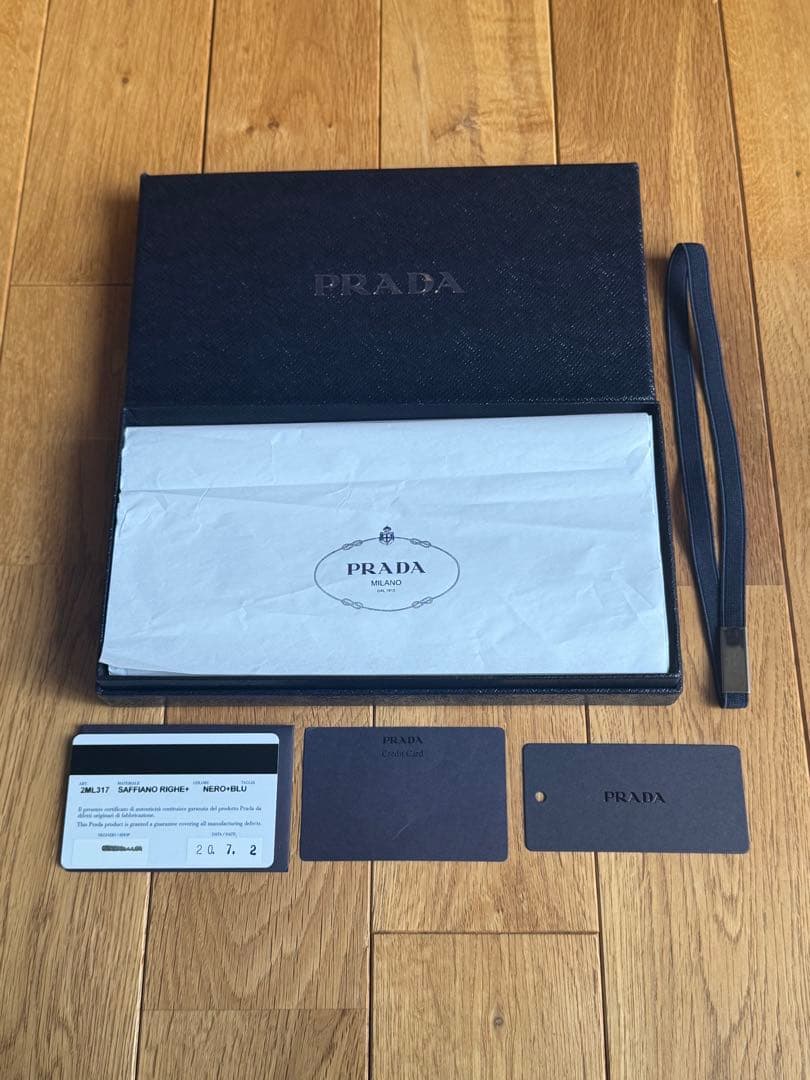 PRADA
PRADA
MILANO
DAL 1913
ART. MATERIALE COLORE TAGLIA
2ML317 SAFFIANO RIGHE+ NERO+BLU
Il presente certificato di autenticità costituisce garanzia del prodotto Prada da
difetti originari di fabbricazione.
This Prada product is granted a guarantee covering all manufacturing defects.
DATA / DATE
20. 7. 2
PRADA
Credit Card
PRADA